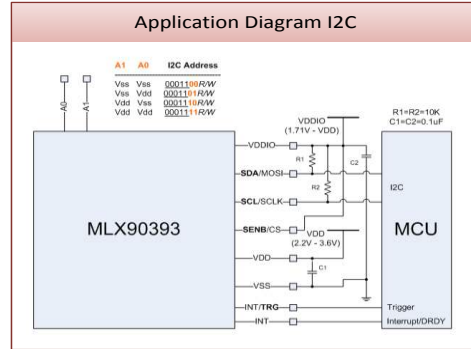 Application Diagram I2C
A1 A0 I2C Address
Vss Vss 0001100R/W
Vss Vdd 0001101R/W
Vdd Vss 0001110R/W
Vdd Vdd 0001111R/W
A0
A1
VDDIO
(1.71V - VDD)
R1=R2=10K
C1=C2=0.1uF
VDDIO
R1
C2
SDA/MOSI
I2C
R2
SCL/SCLK
MLX90393
MCU
SENB/CS
VDD
(2.2V - 3.6V)
VDD
C1
VSS
INT/TRG
Trigger
INT
Interrupt/DRDY